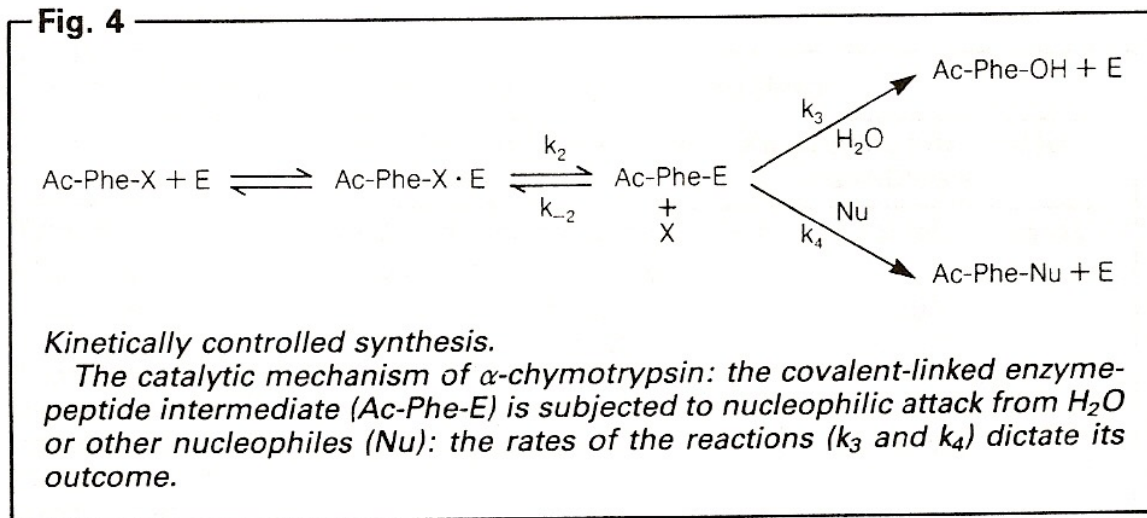 Fig. 4
Ac-Phe-OH + E
k₃
H₂O
k₂
Ac-Phe-X + E
Ac-Phe-X · E
Ac-Phe-E
k₋₂
+
X
Nu
k₄
Ac-Phe-Nu + E
Kinetically controlled synthesis.
The catalytic mechanism of α-chymotrypsin: the covalent-linked enzyme-
peptide intermediate (Ac-Phe-E) is subjected to nucleophilic attack from H₂O
or other nucleophiles (Nu): the rates of the reactions (k₃ and k₄) dictate its
outcome.